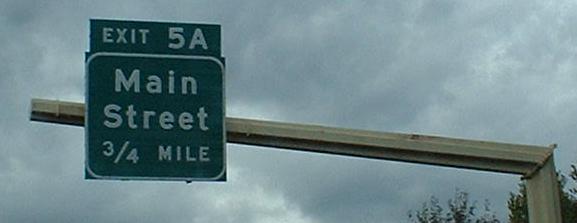 EXIT 5A
Main
Street
3/4 MILE